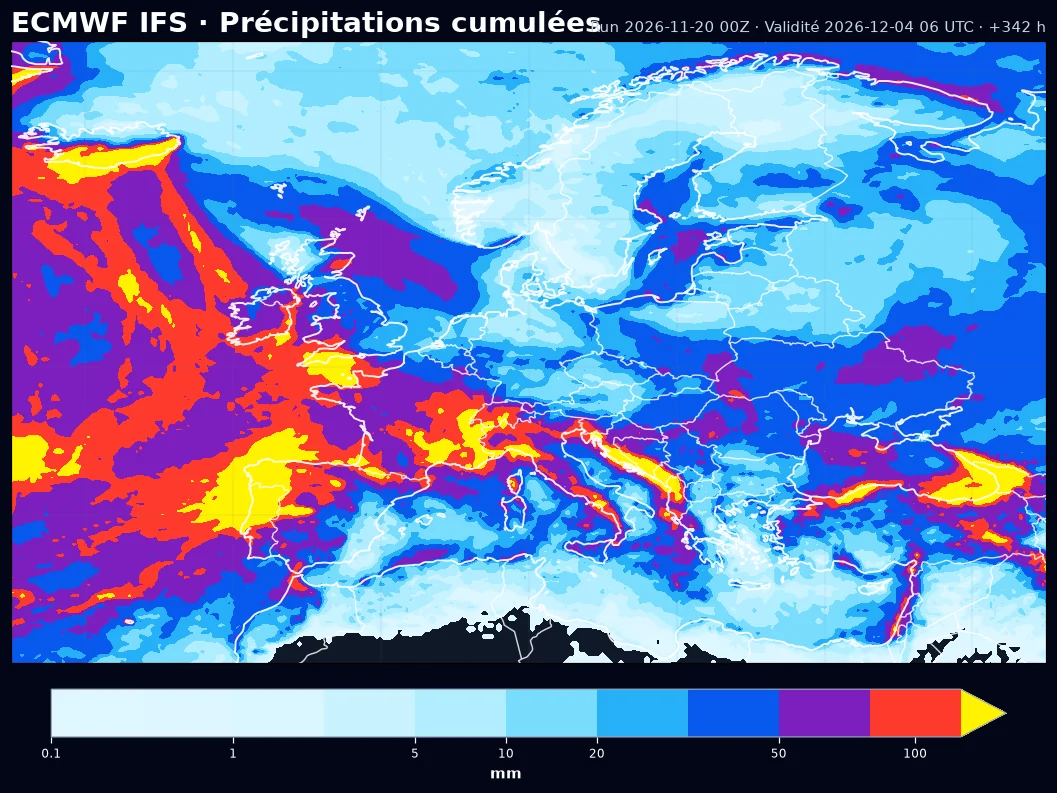 ECMWF IFS · Précipitations cumulées
Run 2026-11-20 00Z · Validité 2026-12-04 06 UTC · +342 h
0.1 1 5 10 20 50 100
mm